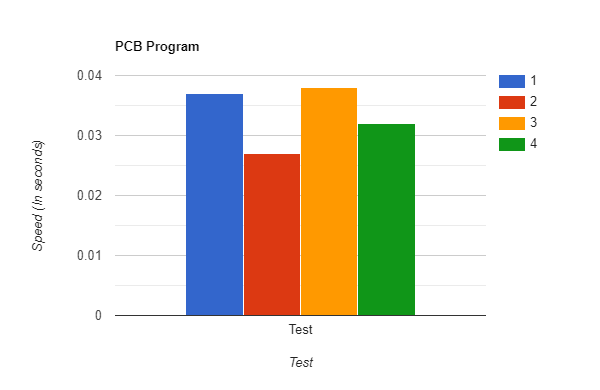 PCB Program
0.04
0.03
0.02
0.01
0
Speed (In seconds)
Test
Test
1
2
3
4